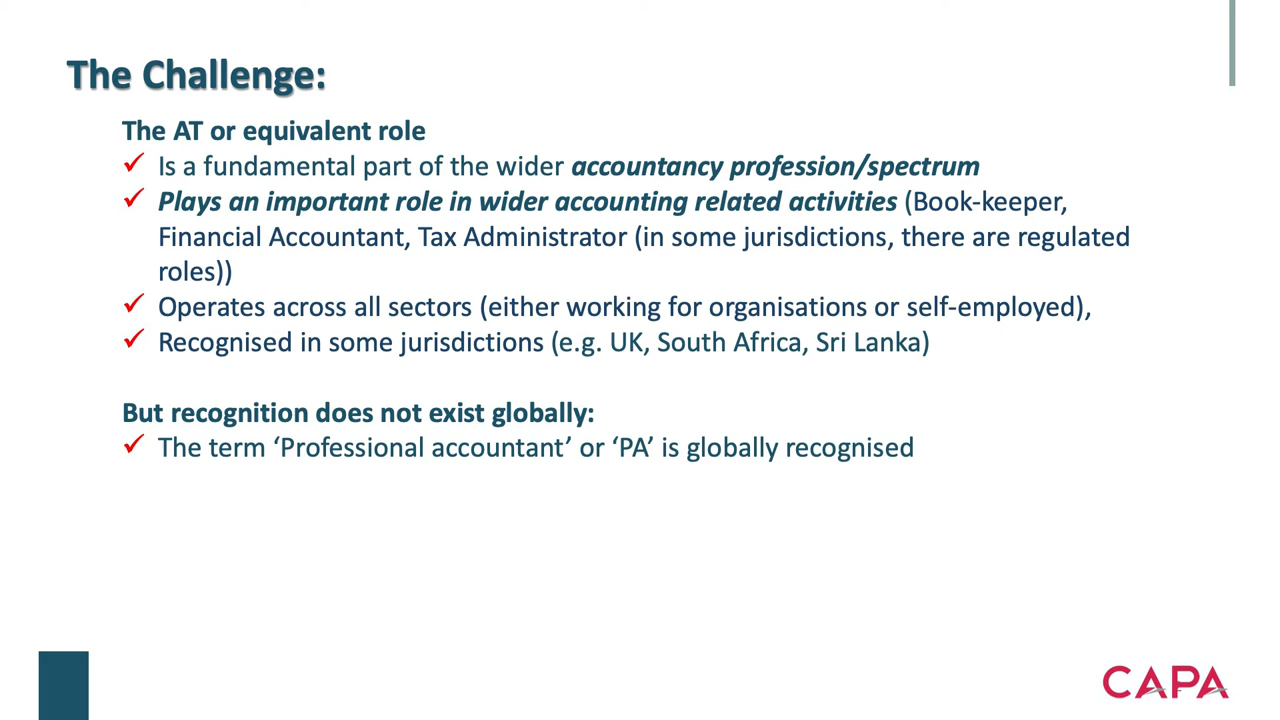 The Challenge:
The AT or equivalent role
✓ Is a fundamental part of the wider accountancy profession/spectrum
✓ Plays an important role in wider accounting related activities (Book-keeper,
Financial Accountant, Tax Administrator (in some jurisdictions, there are regulated
roles))
✓ Operates across all sectors (either working for organisations or self-employed),
✓ Recognised in some jurisdictions (e.g. UK, South Africa, Sri Lanka)
But recognition does not exist globally:
✓ The term ‘Professional accountant’ or ‘PA’ is globally recognised
CAPA